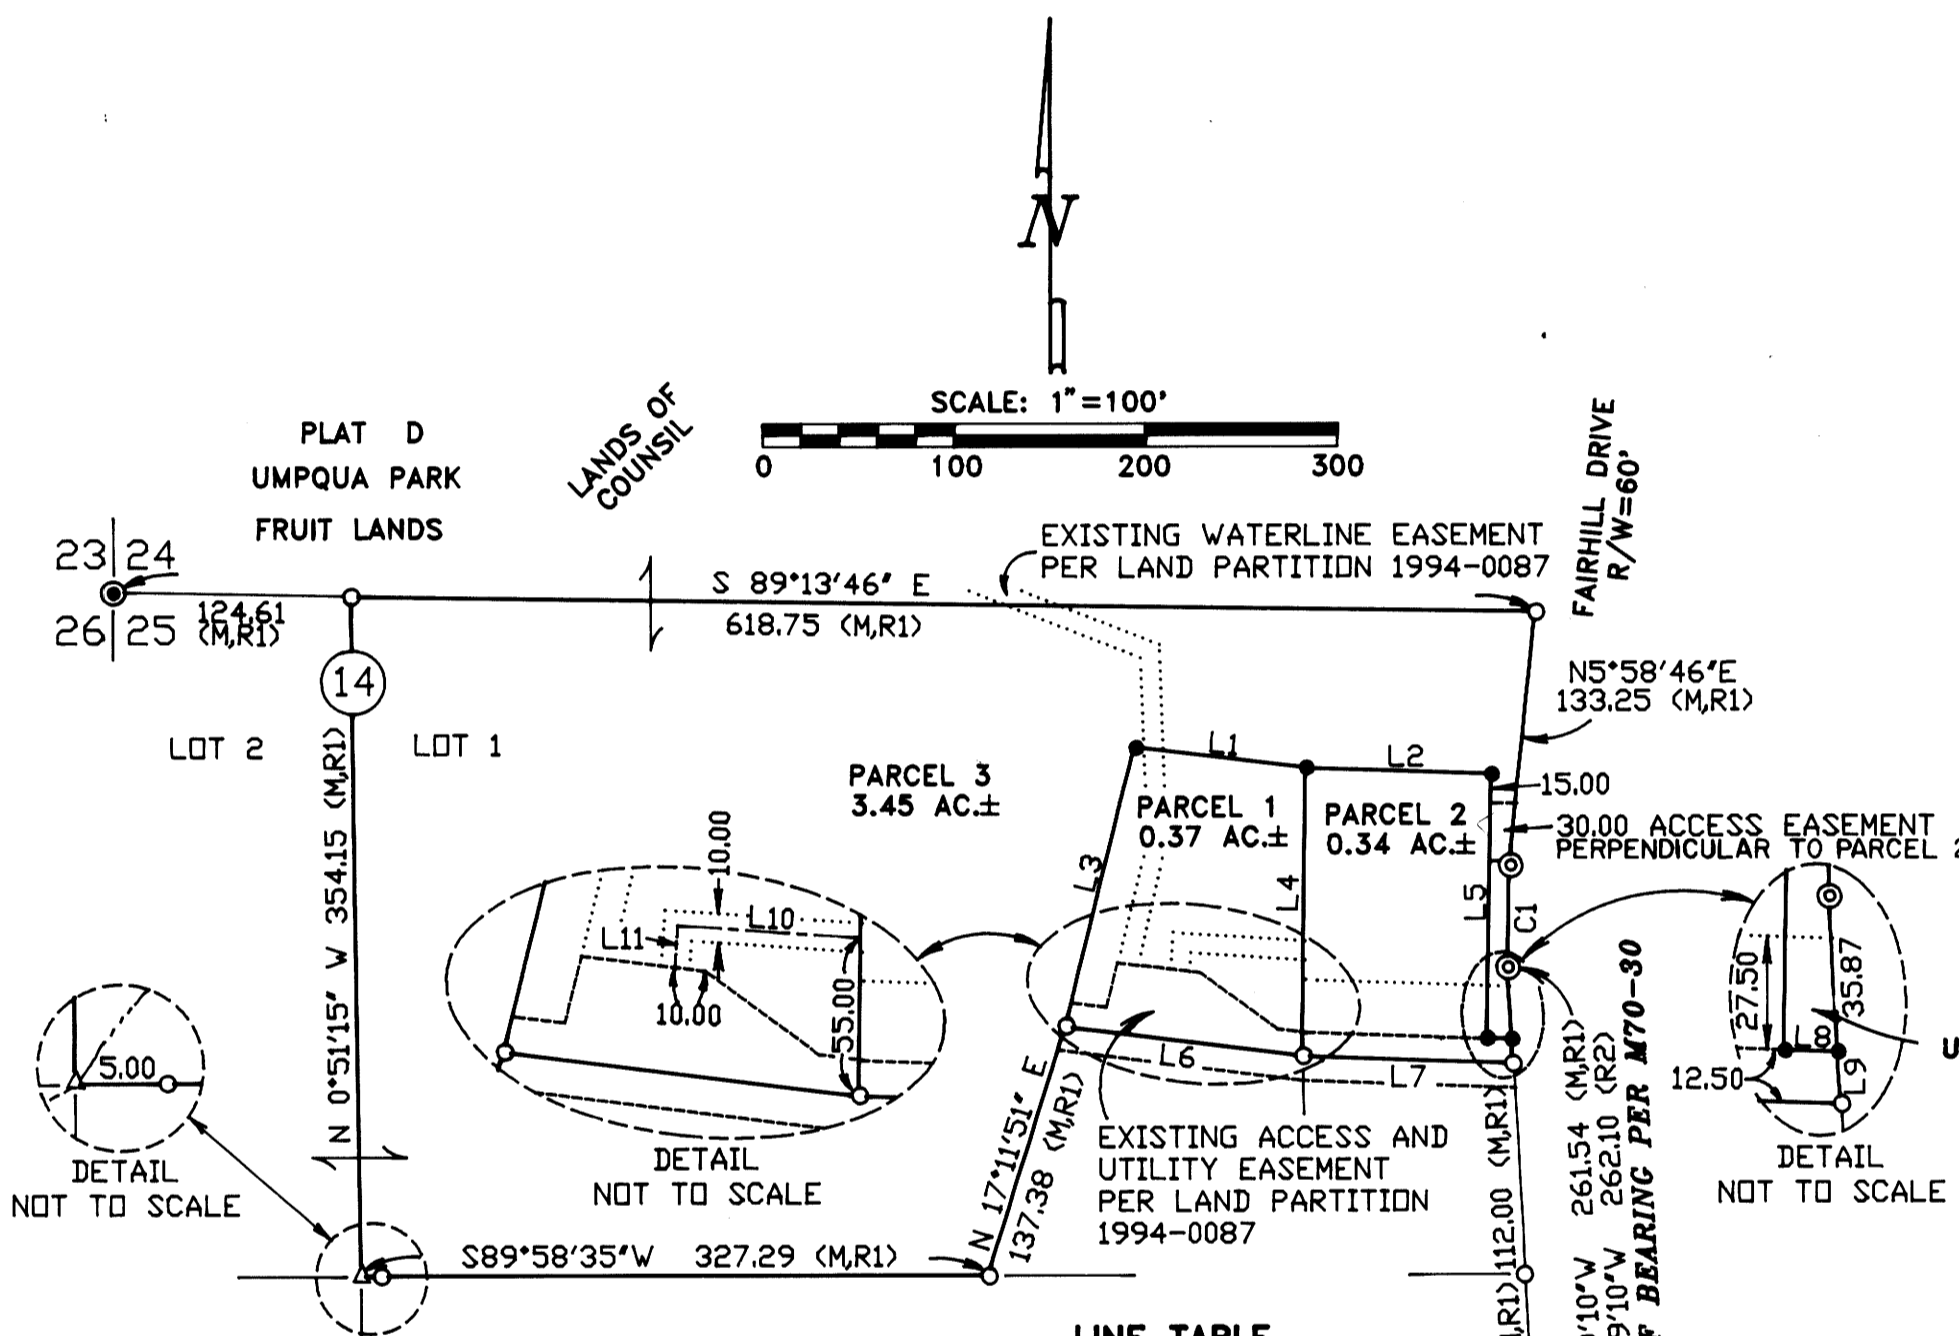 N
SCALE: 1"=100'
0 100 200 300
PLAT D
UMPQUA PARK
FRUIT LANDS
LANDS OF
COUNSIL
FAIRHILL DRIVE
R/W=60'
EXISTING WATERLINE EASEMENT
PER LAND PARTITION 1994-0087
23 24
26 25
124.61
(M,R1)
S 89°13'46" E
618.75 (M,R1)
14
LOT 2
LOT 1
N 0°51'15" W 354.15 (M,R1)
N5°58'46"E
133.25 (M,R1)
PARCEL 3
3.45 AC.±
L1
L2
15.00
PARCEL 1
0.37 AC.±
PARCEL 2
0.34 AC.±
30.00 ACCESS EASEMENT
PERPENDICULAR TO PARCEL 2
L3
L4
L5
C1
10.00
L10
L11
10.00
55.00
DETAIL
NOT TO SCALE
L6
L7
27.50
35.87
L8
12.50
L9
U
DETAIL
NOT TO SCALE
5.00
DETAIL
NOT TO SCALE
EXISTING ACCESS AND
UTILITY EASEMENT
PER LAND PARTITION
1994-0087
N 17°11'51" E
137.38 (M,R1)
S89°58'35"W 327.29 (M,R1)
112.00 (M,R1)
,R1)
'10"W 261.54 (M,R1)
9'10"W 262.10 (R2)
F BEARING PER M70-30
LINE TABLE